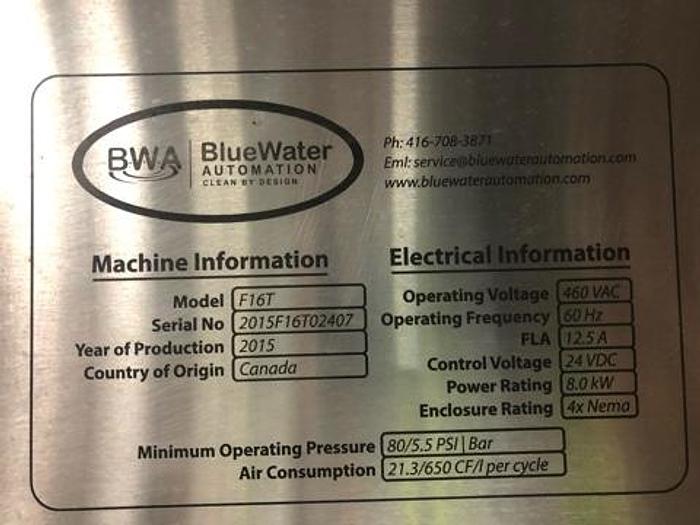 BWA BlueWater
AUTOMATION
CLEAN BY DESIGN
Ph: 416-708-3871
Eml: service@bluewaterautomation.com
www.bluewaterautomation.com
Machine Information
Model F16T
Serial No 2015F16T02407
Year of Production 2015
Country of Origin Canada
Electrical Information
Operating Voltage 460 VAC
Operating Frequency 60 Hz
FLA 12.5 A
Control Voltage 24 VDC
Power Rating 8.0 kW
Enclosure Rating 4x Nema
Minimum Operating Pressure 80/5.5 PSI | Bar
Air Consumption 21.3/650 CF/l per cycle